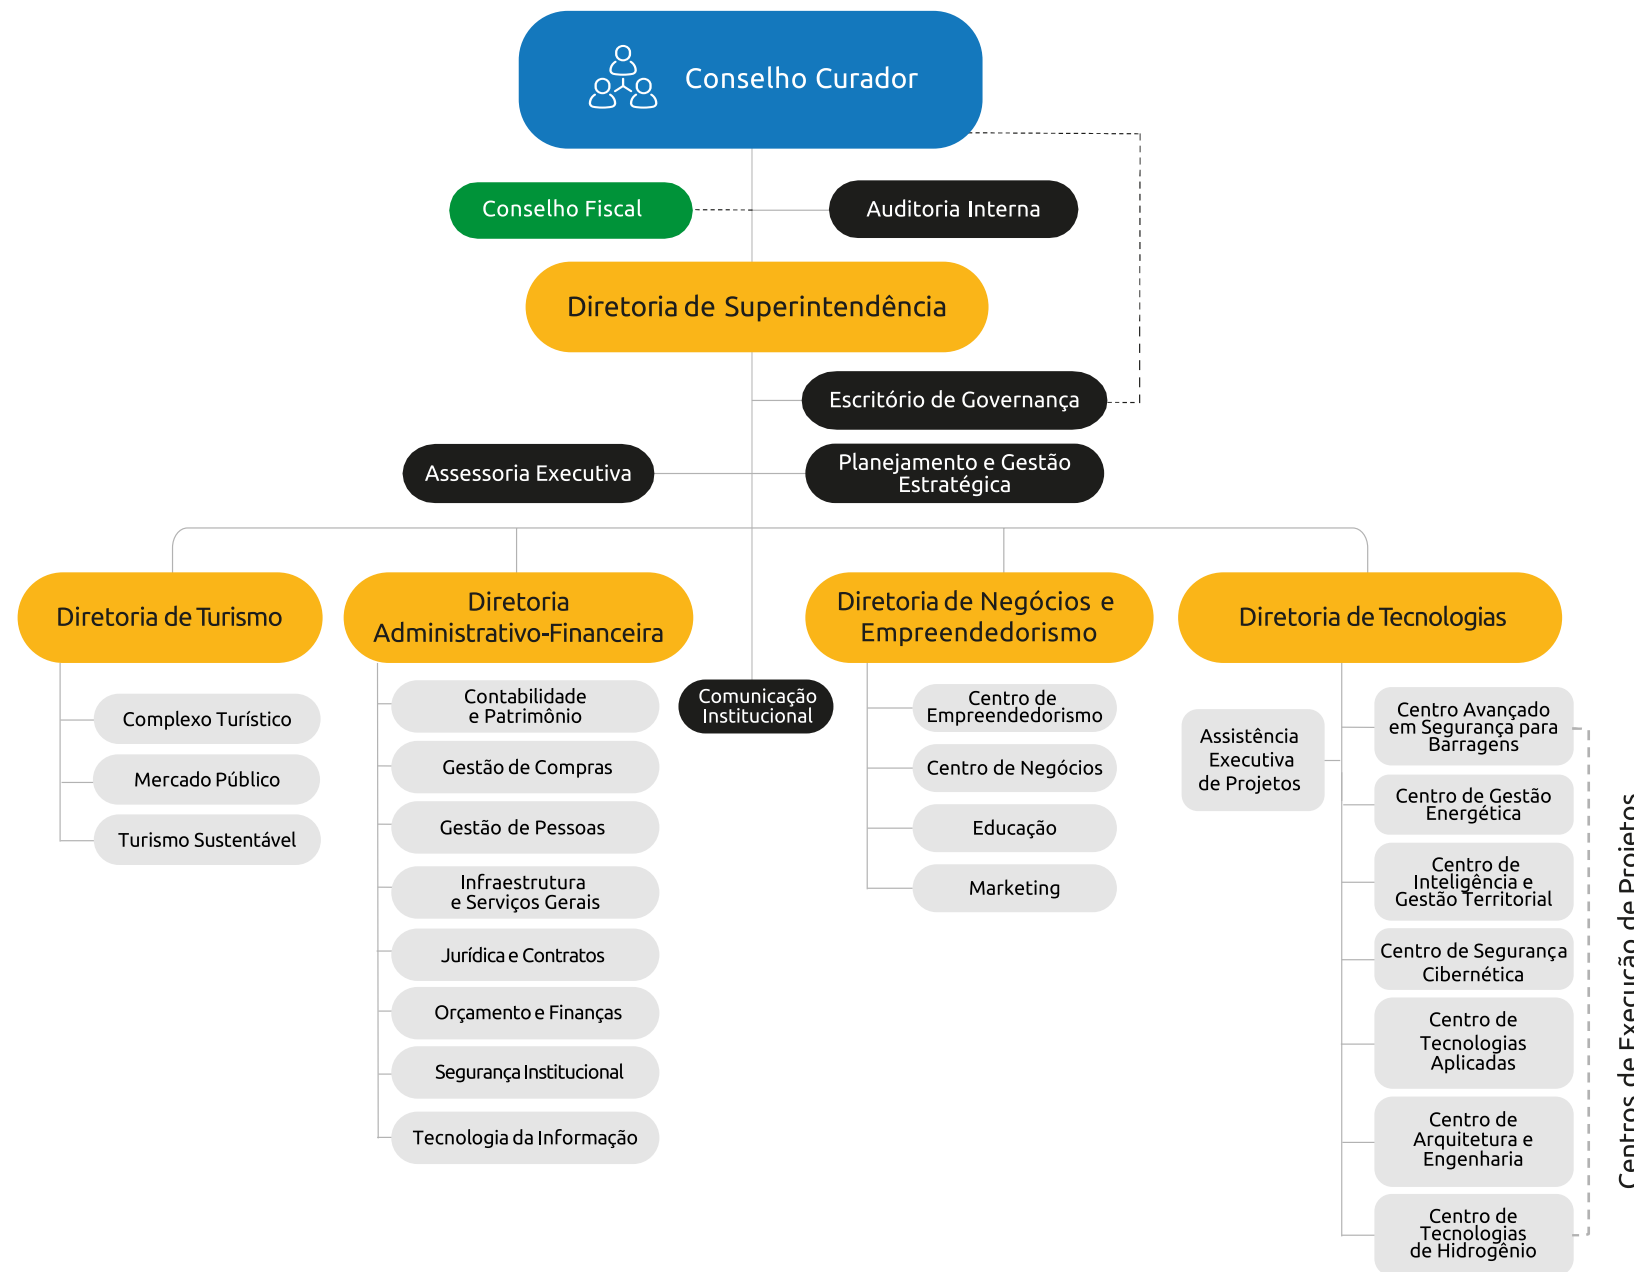 Conselho Curador
Conselho Fiscal
Auditoria Interna
Diretoria de Superintendência
Escritório de Governança
Assessoria Executiva
Planejamento e Gestão
Estratégica
Diretoria de Turismo
Complexo Turístico
Mercado Público
Turismo Sustentável
Diretoria
Administrativo-Financeira
Contabilidade
e Patrimônio
Gestão de Compras
Gestão de Pessoas
Infraestrutura
e Serviços Gerais
Jurídica e Contratos
Orçamento e Finanças
Segurança Institucional
Tecnologia da Informação
Comunicação
Institucional
Diretoria de Negócios e
Empreendedorismo
Centro de
Empreendedorismo
Centro de Negócios
Educação
Marketing
Diretoria de Tecnologias
Assistência
Executiva
de Projetos
Centro Avançado
em Segurança para
Barragens
Centro de Gestão
Energética
Centro de
Inteligência e
Gestão Territorial
Centro de Segurança
Cibernética
Centro de
Tecnologias
Aplicadas
Centro de
Arquitetura e
Engenharia
Centro de
Tecnologias
de Hidrogênio
Centros de Execução de Projetos